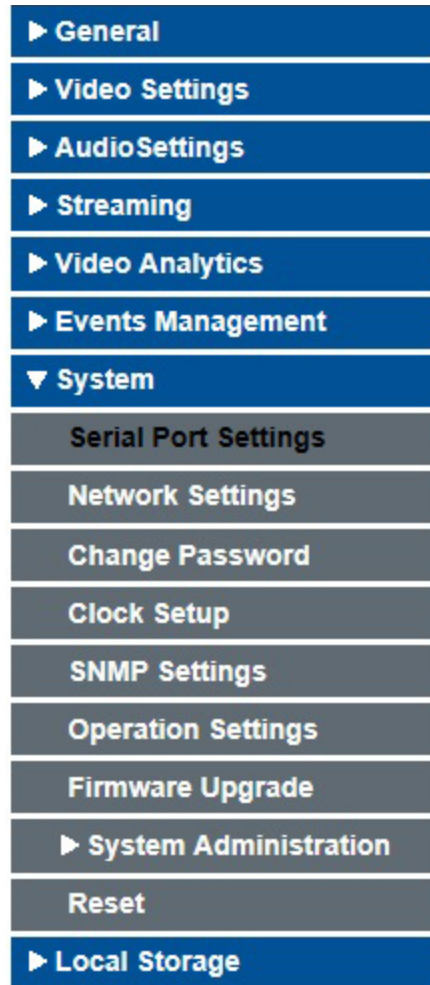 General
Video Settings
AudioSettings
Streaming
Video Analytics
Events Management
System
Serial Port Settings
Network Settings
Change Password
Clock Setup
SNMP Settings
Operation Settings
Firmware Upgrade
System Administration
Reset
Local Storage